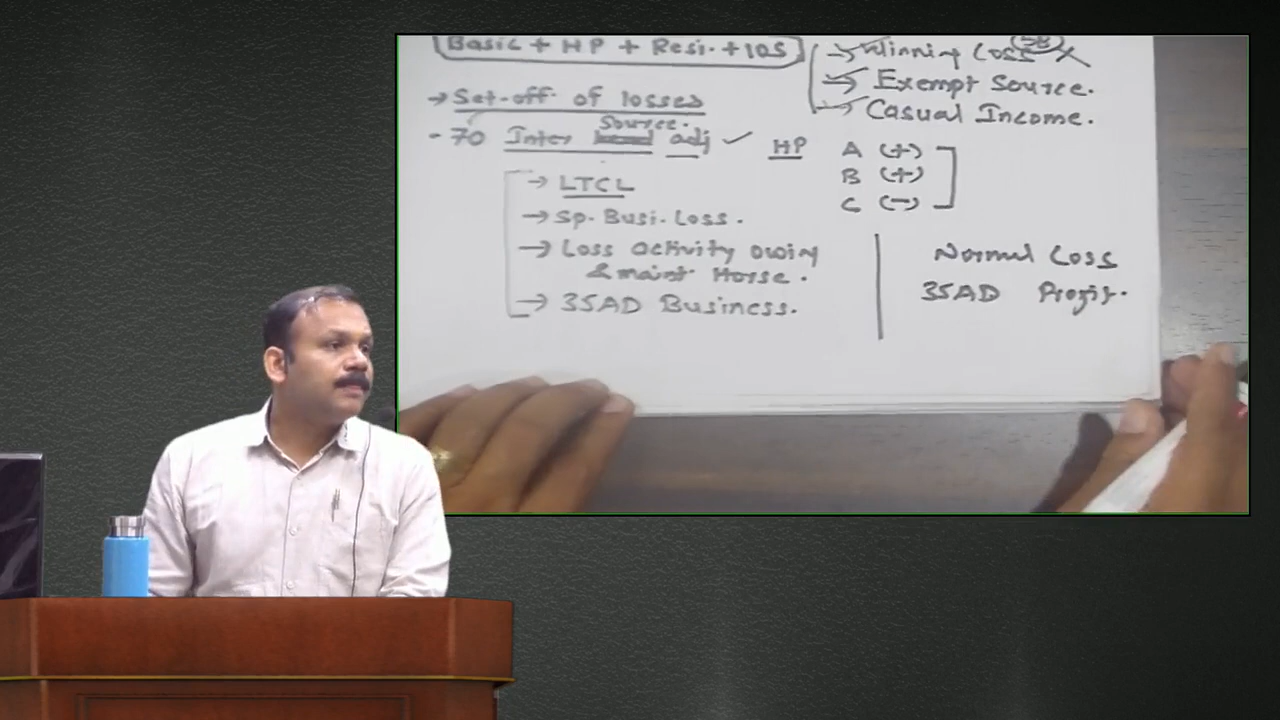 Basic + HP + Resi. + IOS
→ Winning Loss
(58)
→ Exempt Source.
→ Casual Income.
→ Set-off of losses
- 70 Inter Source. adj ✓
HP A (+)
B (+)
C (-)
→ LTCL
→ Sp. Busi. Loss.
→ Loss activity owing
& maint Horse.
→ 35AD Business.
Normal Loss
35AD Profit.